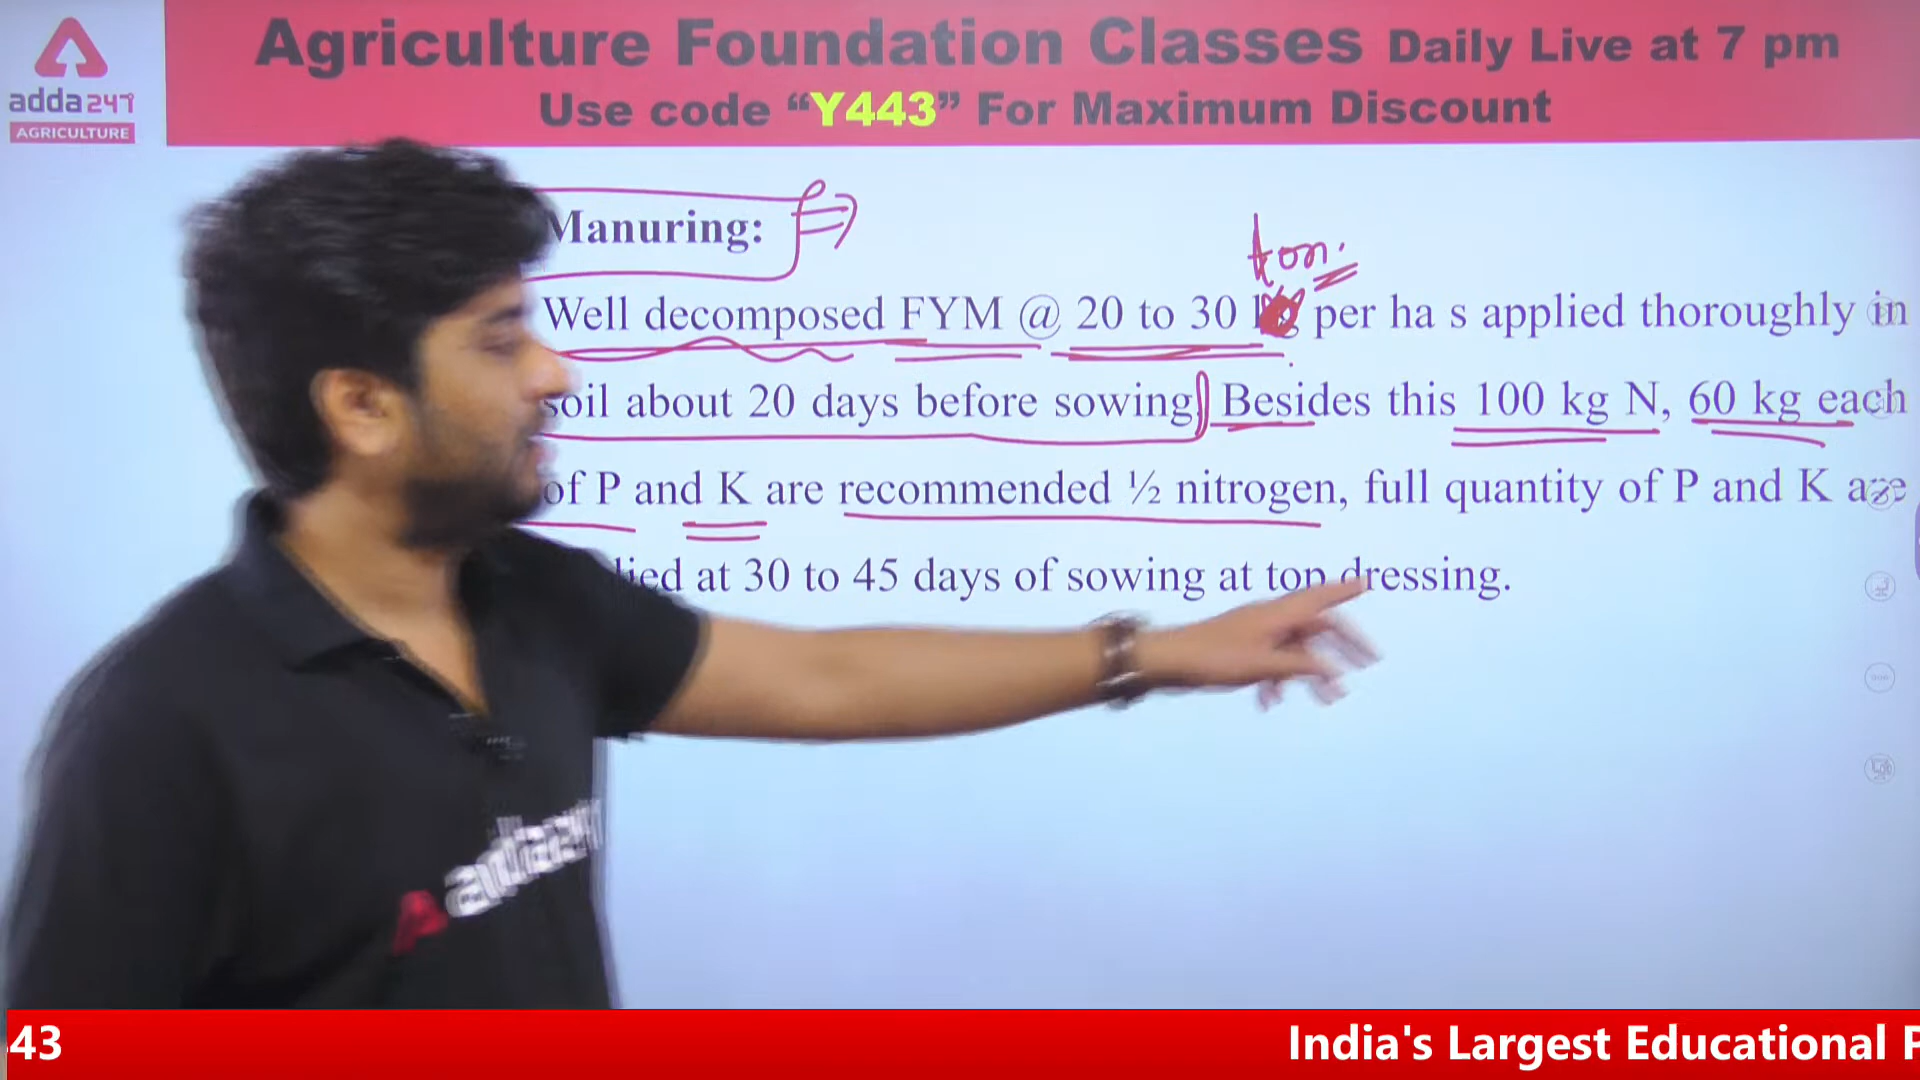 Agriculture Foundation Classes Daily Live at 7 pm
adda247
AGRICULTURE
Use code “Y443” For Maximum Discount
Manuring:
ton.
Well decomposed FYM @ 20 to 30 per ha s applied thoroughly in
soil about 20 days before sowing. Besides this 100 kg N, 60 kg each
of P and K are recommended ½ nitrogen, full quantity of P and K are
at 30 to 45 days of sowing at top dressing.
43
India's Largest Educational